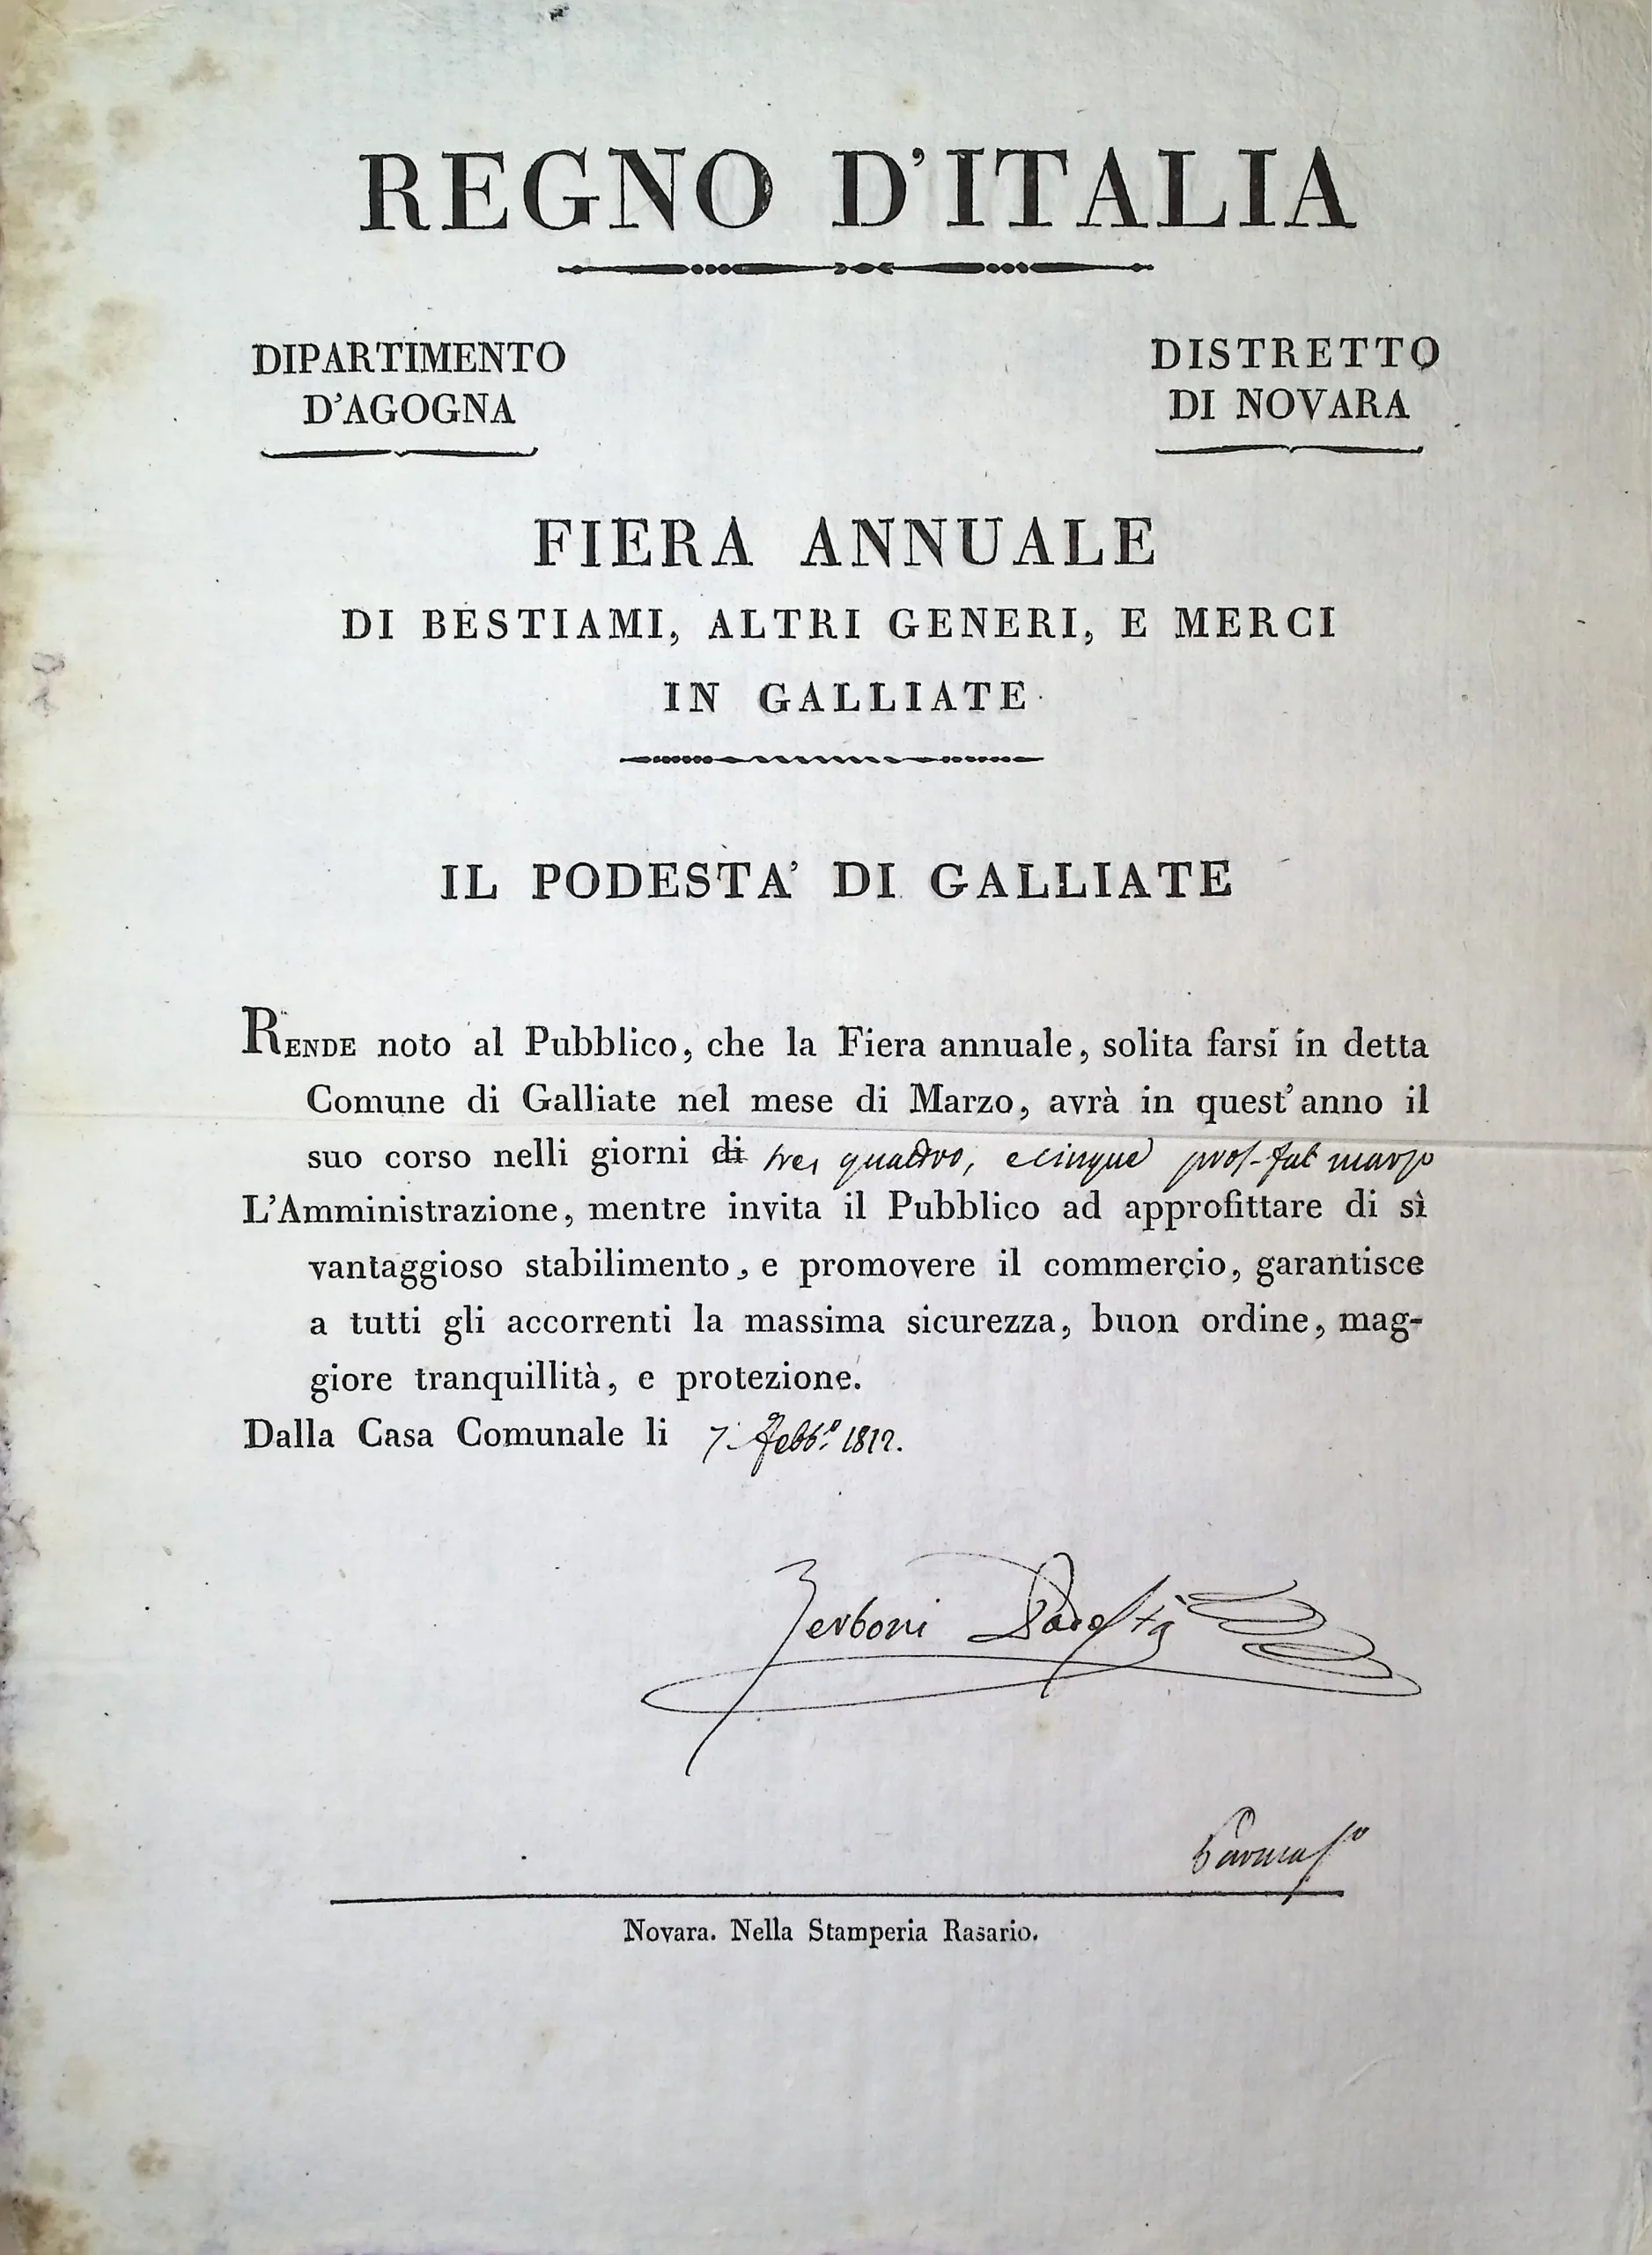 REGNO D'ITALIA
DIPARTIMENTO
D'AGOGNA
DISTRETTO
DI NOVARA
FIERA ANNUALE
DI BESTIAMI, ALTRI GENERI, E MERCI
IN GALLIATE
IL PODESTA' DI GALLIATE
RENDE noto al Pubblico, che la Fiera annuale, solita farsi in detta
Comune di Galliate nel mese di Marzo, avrà in quest'anno il
suo corso nelli giorni di tre, quattro, e cinque marzo
L'Amministrazione, mentre invita il Pubblico ad approfittare di sì
vantaggioso stabilimento, e promovere il commercio, garantisce
a tutti gli accorrenti la massima sicurezza, buon ordine, mag-
giore tranquillità, e protezione.
Dalla Casa Comunale li 7. Febb.o 1812.
Zerboni Podestà
Novara. Nella Stamperia Rasario.